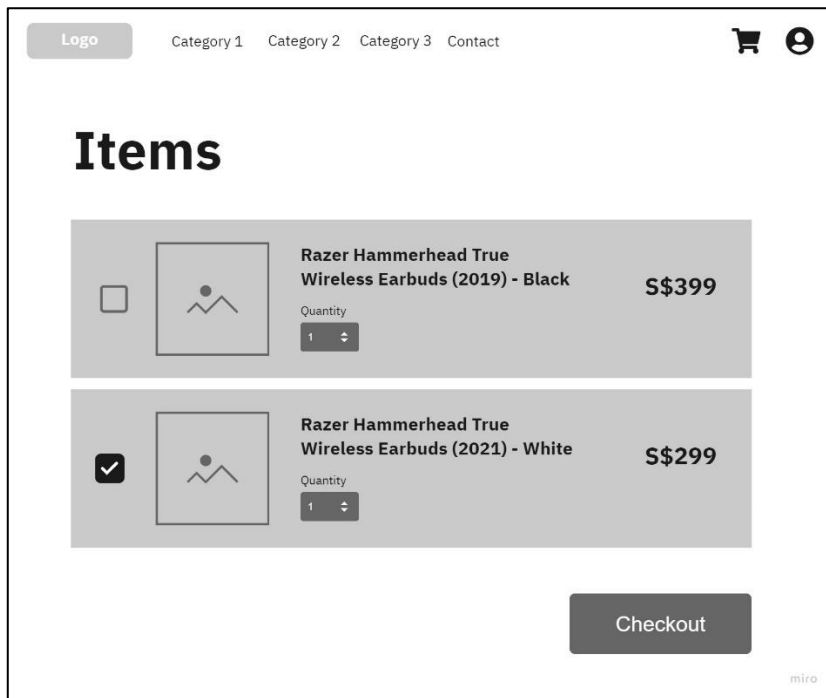 Logo
Category 1 Category 2 Category 3 Contact
Items
Razer Hammerhead True
Wireless Earbuds (2019) - Black
S$399
Quantity
1
Razer Hammerhead True
Wireless Earbuds (2021) - White
S$299
Quantity
1
Checkout
miro